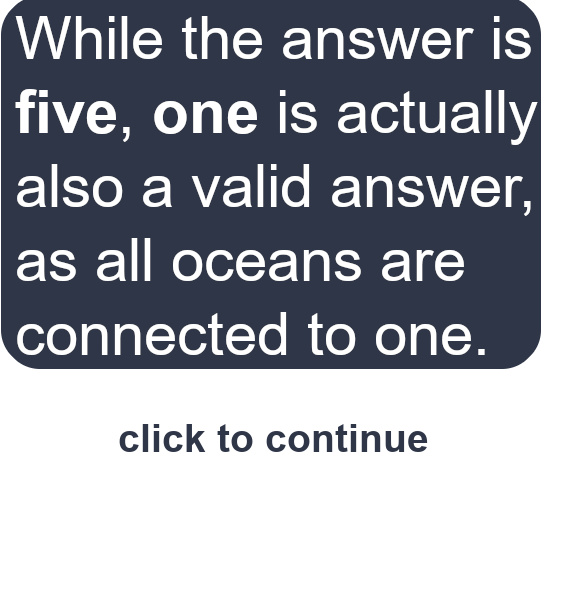 While the answer is
five, one is actually
also a valid answer,
as all oceans are
connected to one.
click to continue